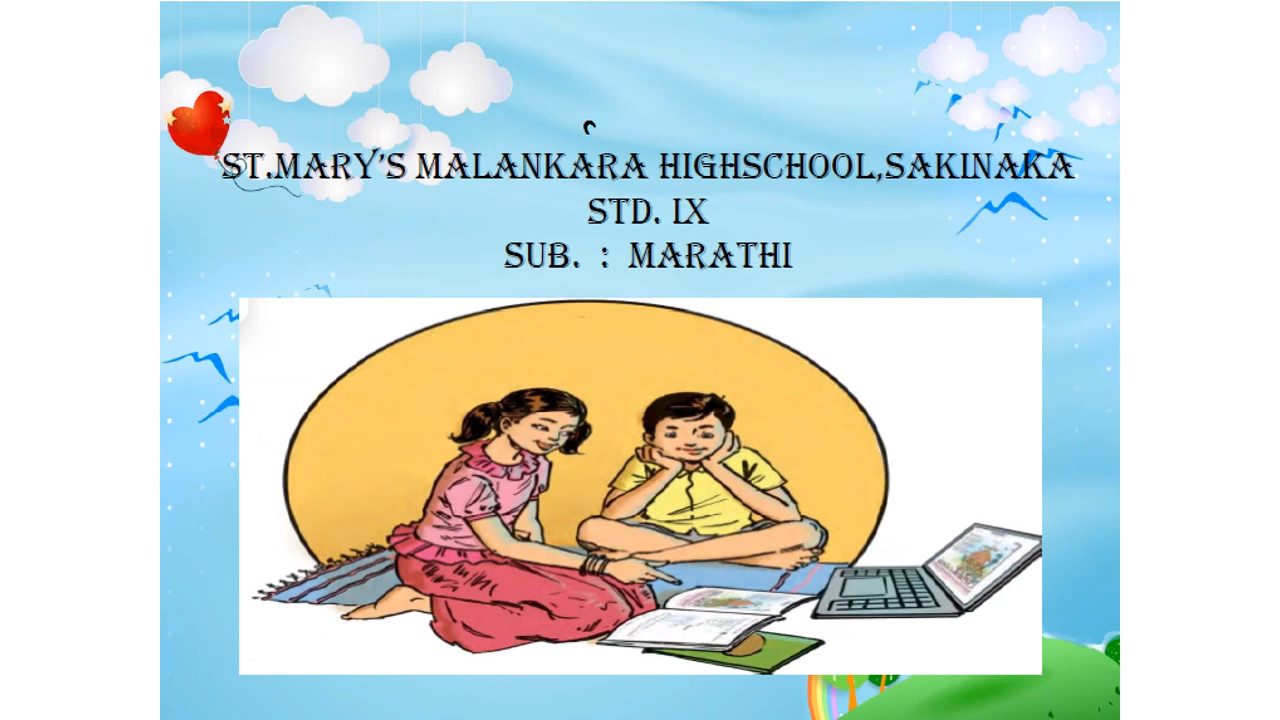 ST.MARY'S MALANKARA HIGHSCHOOL,SAKINAKA
STD. IX
SUB. : MARATHI